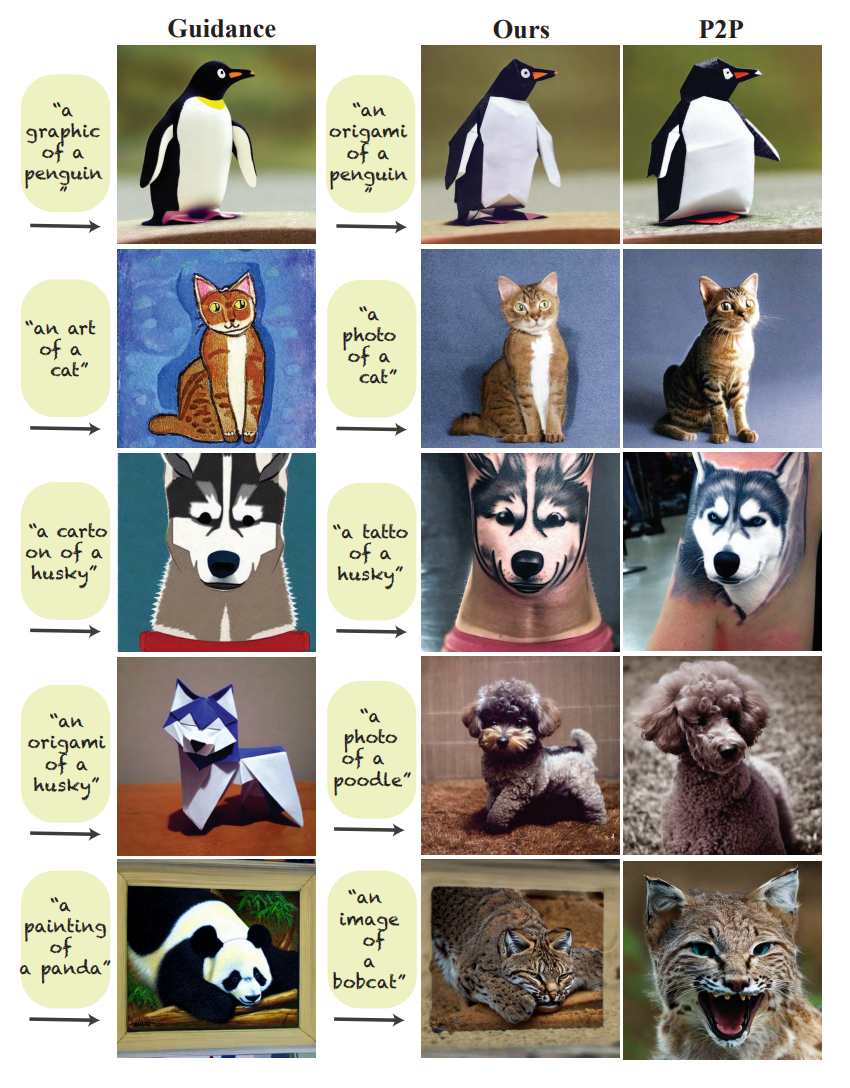 Guidance
Ours
P2P
“a
graphic
of a
penguin
”
“an
origami
of a
penguin
”
“an art
of a
cat”
“a
photo
of a
cat”
“a carto
on of a
husky”
“a tatto
of a
husky”
“an
origami
of a
husky”
“a
photo
of a
poodle”
“a
painting
of
a panda”
“an
image
of
a
bobcat”